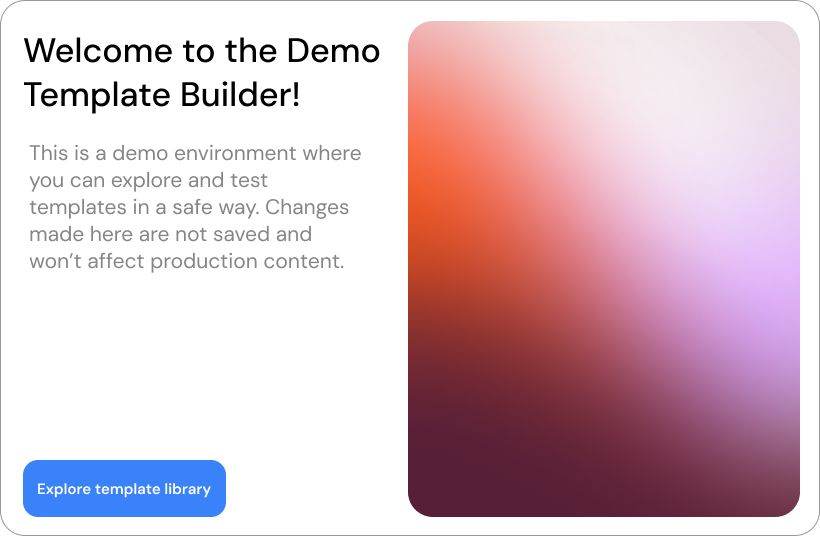 Welcome to the Demo
Template Builder!
This is a demo environment where
you can explore and test
templates in a safe way. Changes
made here are not saved and
won’t affect production content.
Explore template library